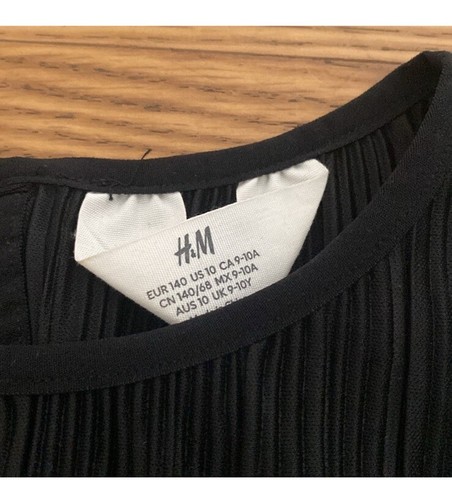 H&M
EUR 140 US 10 CA 9-10A
CN 140/68 MX 9-10A
AUS 10 UK 9-10Y